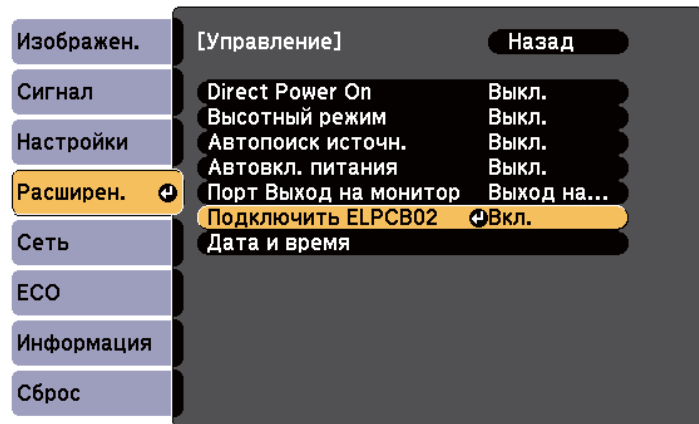 Изображен.
Сигнал
Настройки
Расширен.
Сеть
ECO
Информация
Сброс
[Управление] Назад
Direct Power On Выкл.
Высотный режим Выкл.
Автопоиск источн. Выкл.
Автовкл. питания Выкл.
Порт Выход на монитор Выход на...
Подключить ELPCB02 Вкл.
Дата и время